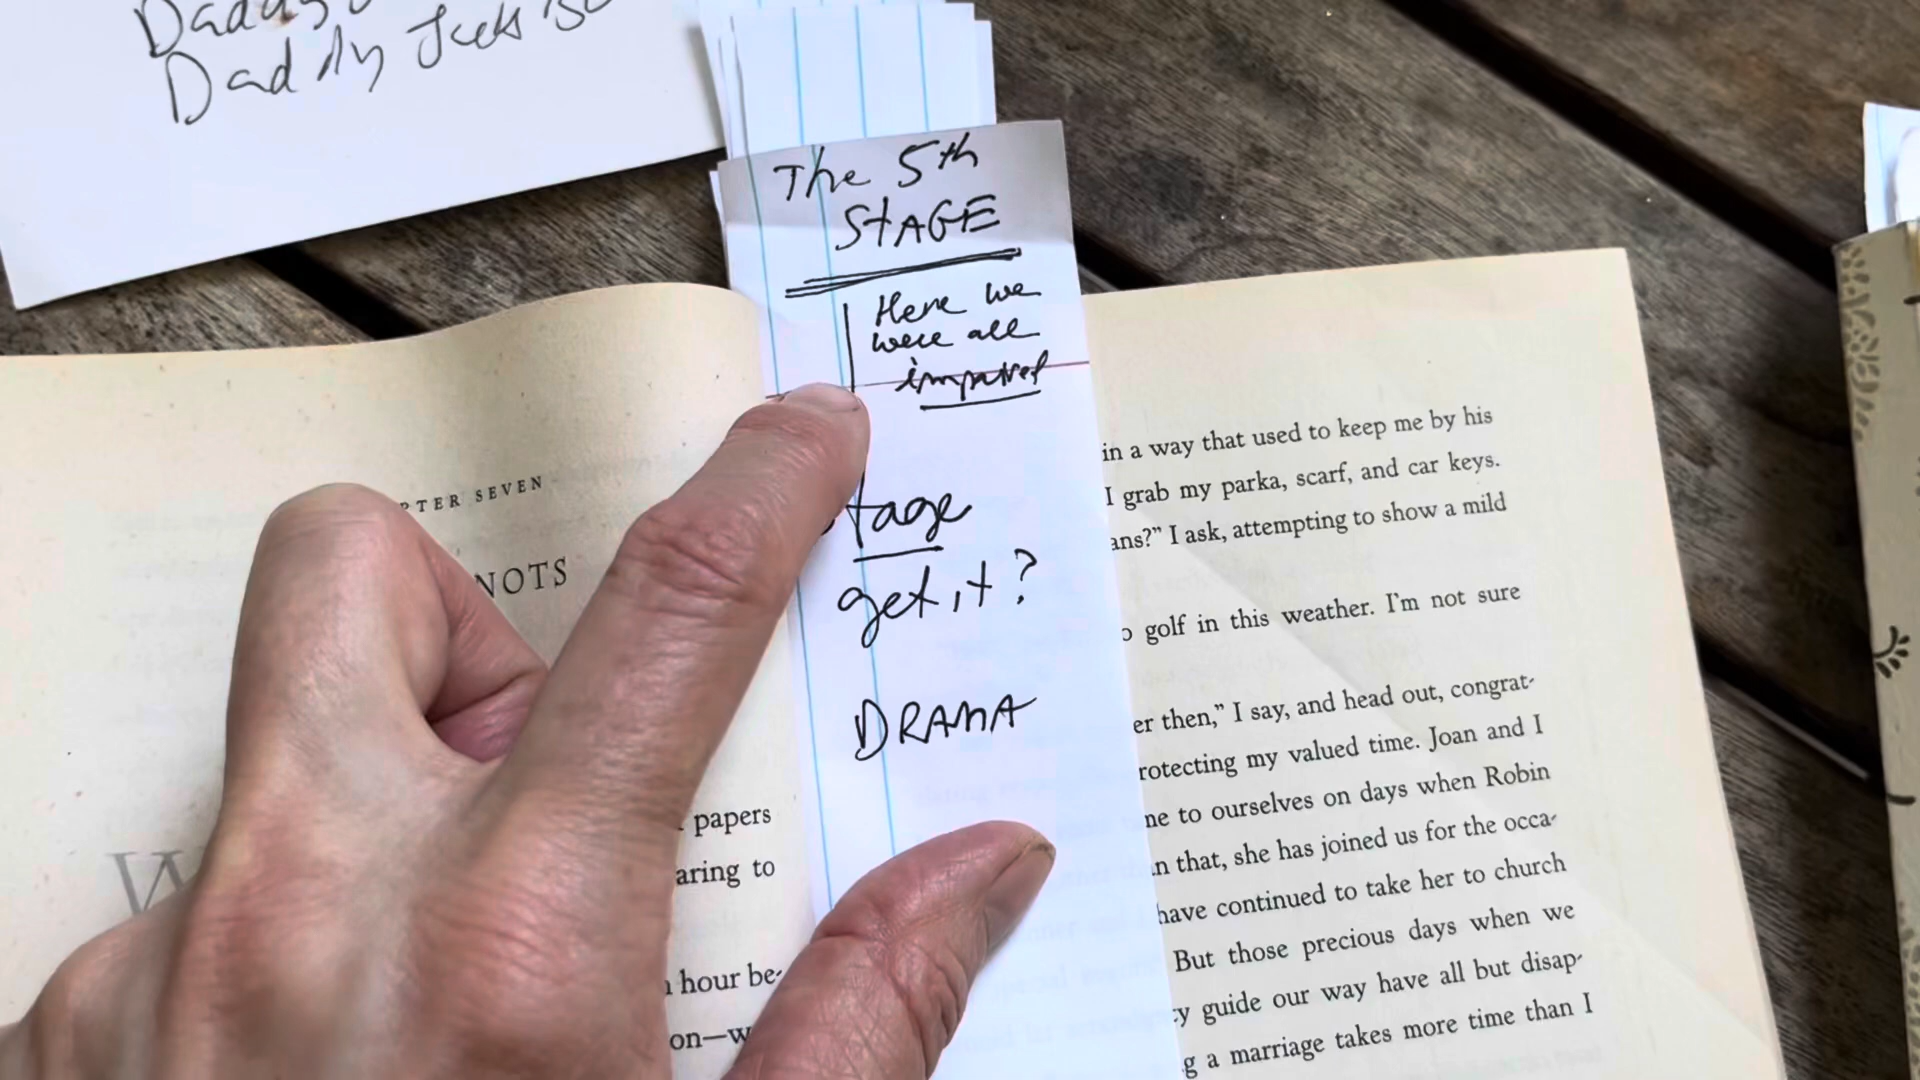 Daddy
Daddy
The 5th
STAGE
Here we
were all
stage
get it?
DRAMA
PTER SEVEN
NOTS
W
papers
aring to
hour be-
on—w
in a way that used to keep me by his
I grab my parka, scarf, and car keys.
ans?” I ask, attempting to show a mild
o golf in this weather. I'm not sure
er then,” I say, and head out, congrat-
rotecting my valued time. Joan and I
ne to ourselves on days when Robin
n that, she has joined us for the occa-
have continued to take her to church
But those precious days when we
y guide our way have all but disap-
g a marriage takes more time than I